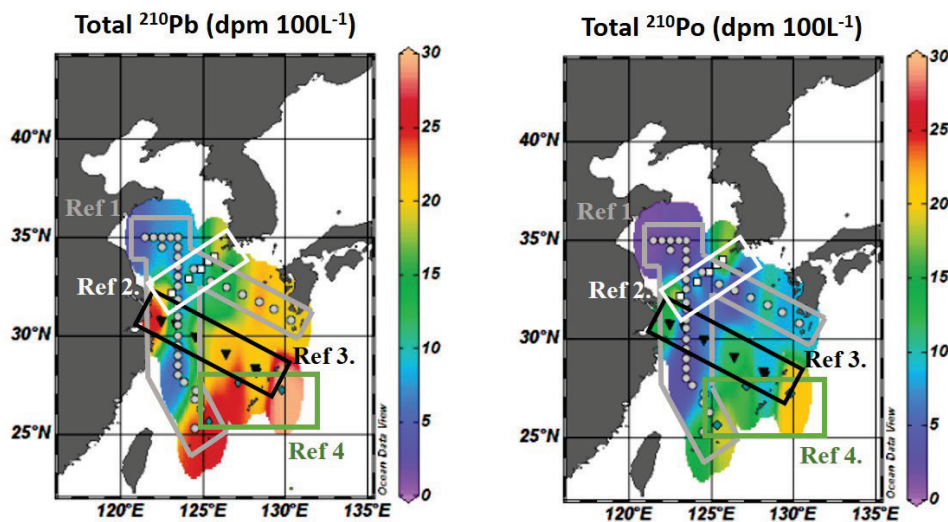 Total ²¹⁰Pb (dpm 100L⁻¹)
40°N
35°N
30°N
25°N
120°E
125°E
130°E
135°E
Ref 1.
Ref 2.
Ref 3.
Ref 4
Ocean Data View
30
25
20
15
10
5
0
Total ²¹⁰Po (dpm 100L⁻¹)
40°N
35°N
30°N
25°N
120°E
125°E
130°E
135°E
Ref 1
Ref 2.
Ref 3.
Ref 4.
Ocean Data View
30
25
20
15
10
5
0